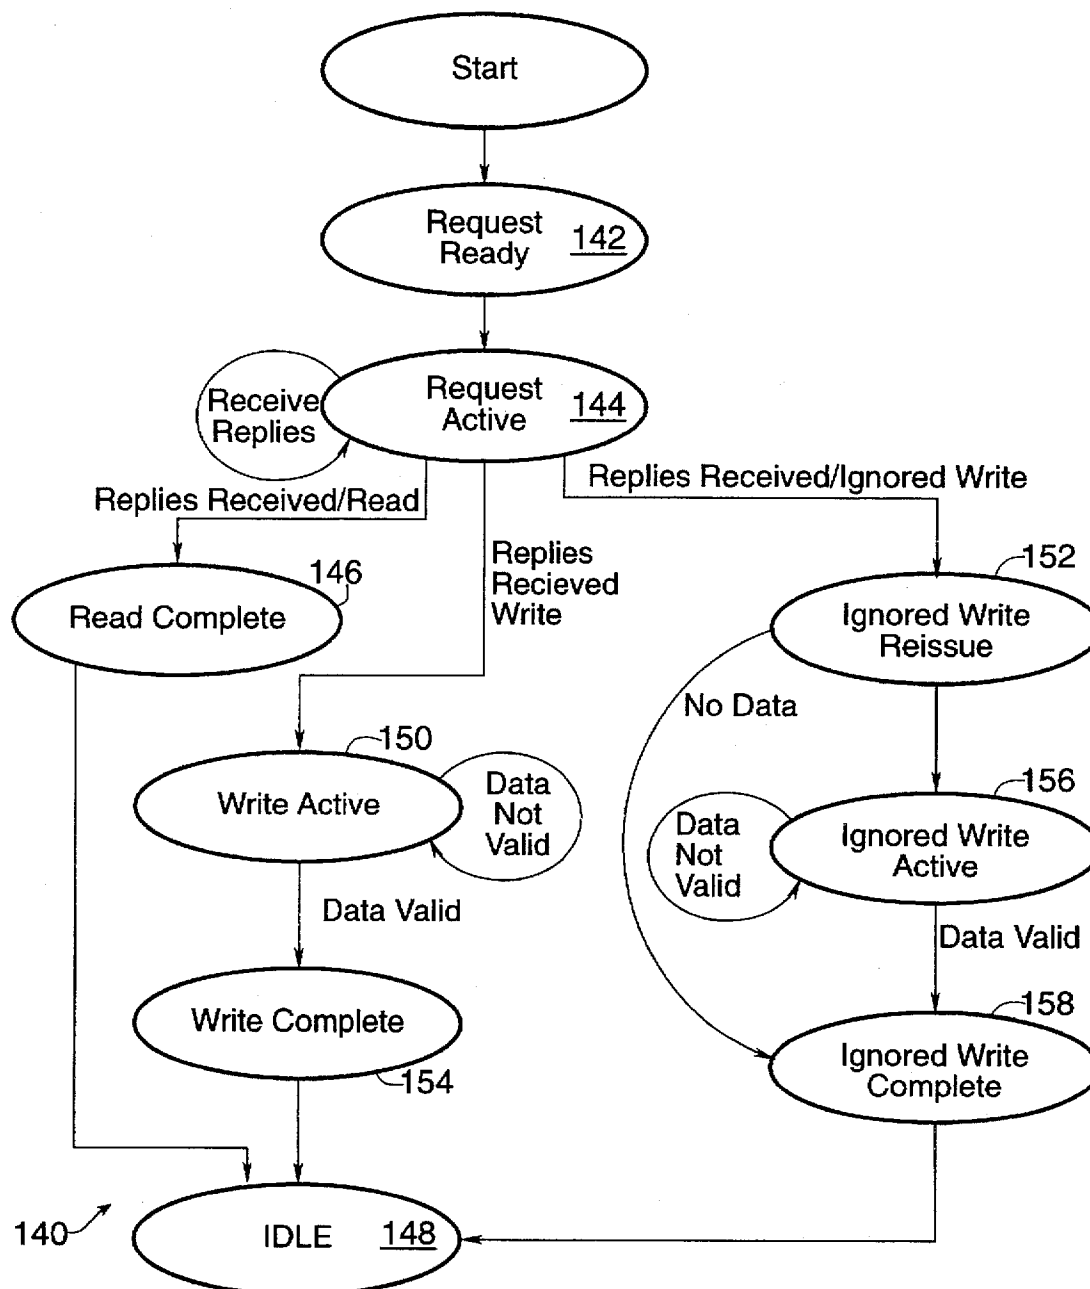 Start
Request
Ready
142
Request
Active
144
Receive
Replies
Replies Received/Read
Replies
Recieved
Write
Replies Received/Ignored Write
146
Read Complete
152
Ignored Write
Reissue
No Data
150
Write Active
Data
Not
Valid
156
Ignored Write
Active
Data
Not
Valid
Data Valid
Data Valid
Write Complete
154
158
Ignored Write
Complete
140
IDLE
148